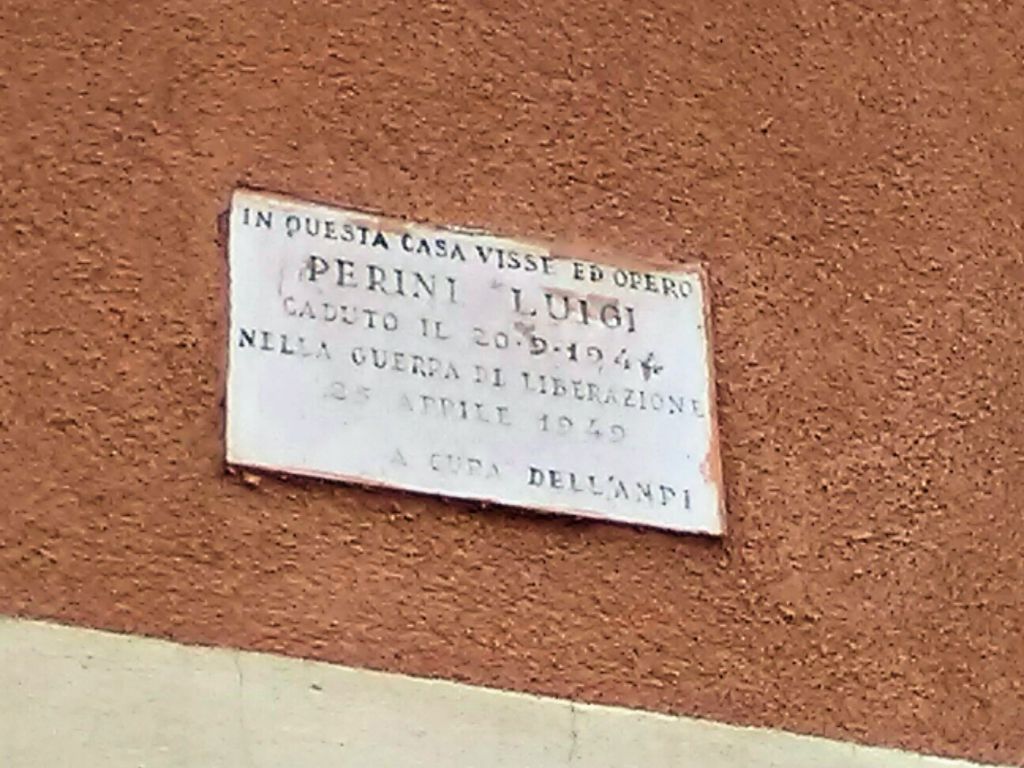 IN QUESTA CASA VISSE ED OPERO
PERINI LUIGI
CADUTO IL 20·9·1944
NELLA GUERRA DI LIBERAZIONE
25 APRILE 1949
A CURA DELL'ANPI